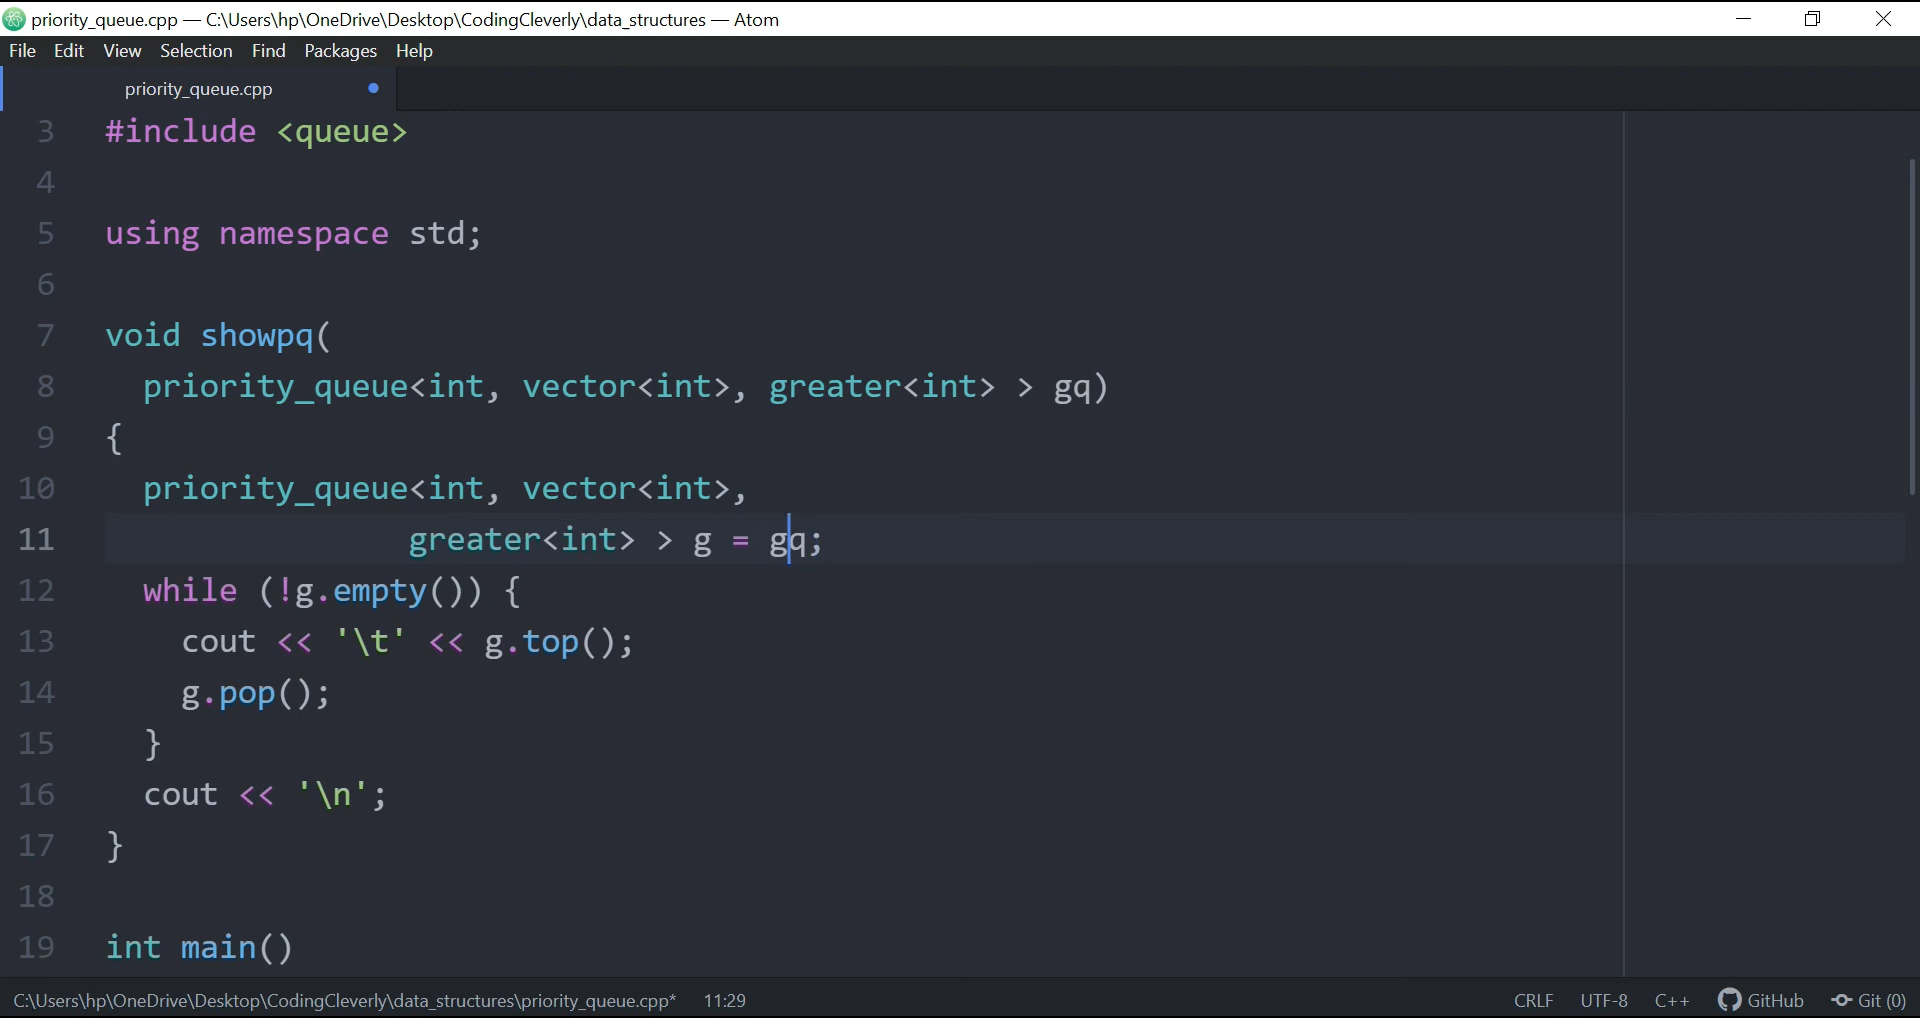 priority_queue.cpp — C:\Users\hp\OneDrive\Desktop\CodingCleverly\data_structures — Atom
File Edit View Selection Find Packages Help
priority_queue.cpp
3 #include <queue>
4
5 using namespace std;
6
7 void showpq(
8 priority_queue<int, vector<int>, greater<int> > gq)
9 {
10 priority_queue<int, vector<int>,
11 greater<int> > g = gq;
12 while (!g.empty()) {
13 cout << '\t' << g.top();
14 g.pop();
15 }
16 cout << '\n';
17 }
18
19 int main()
C:\Users\hp\OneDrive\Desktop\CodingCleverly\data_structures\priority_queue.cpp* 11:29 CRLF UTF-8 C++ GitHub Git (0)